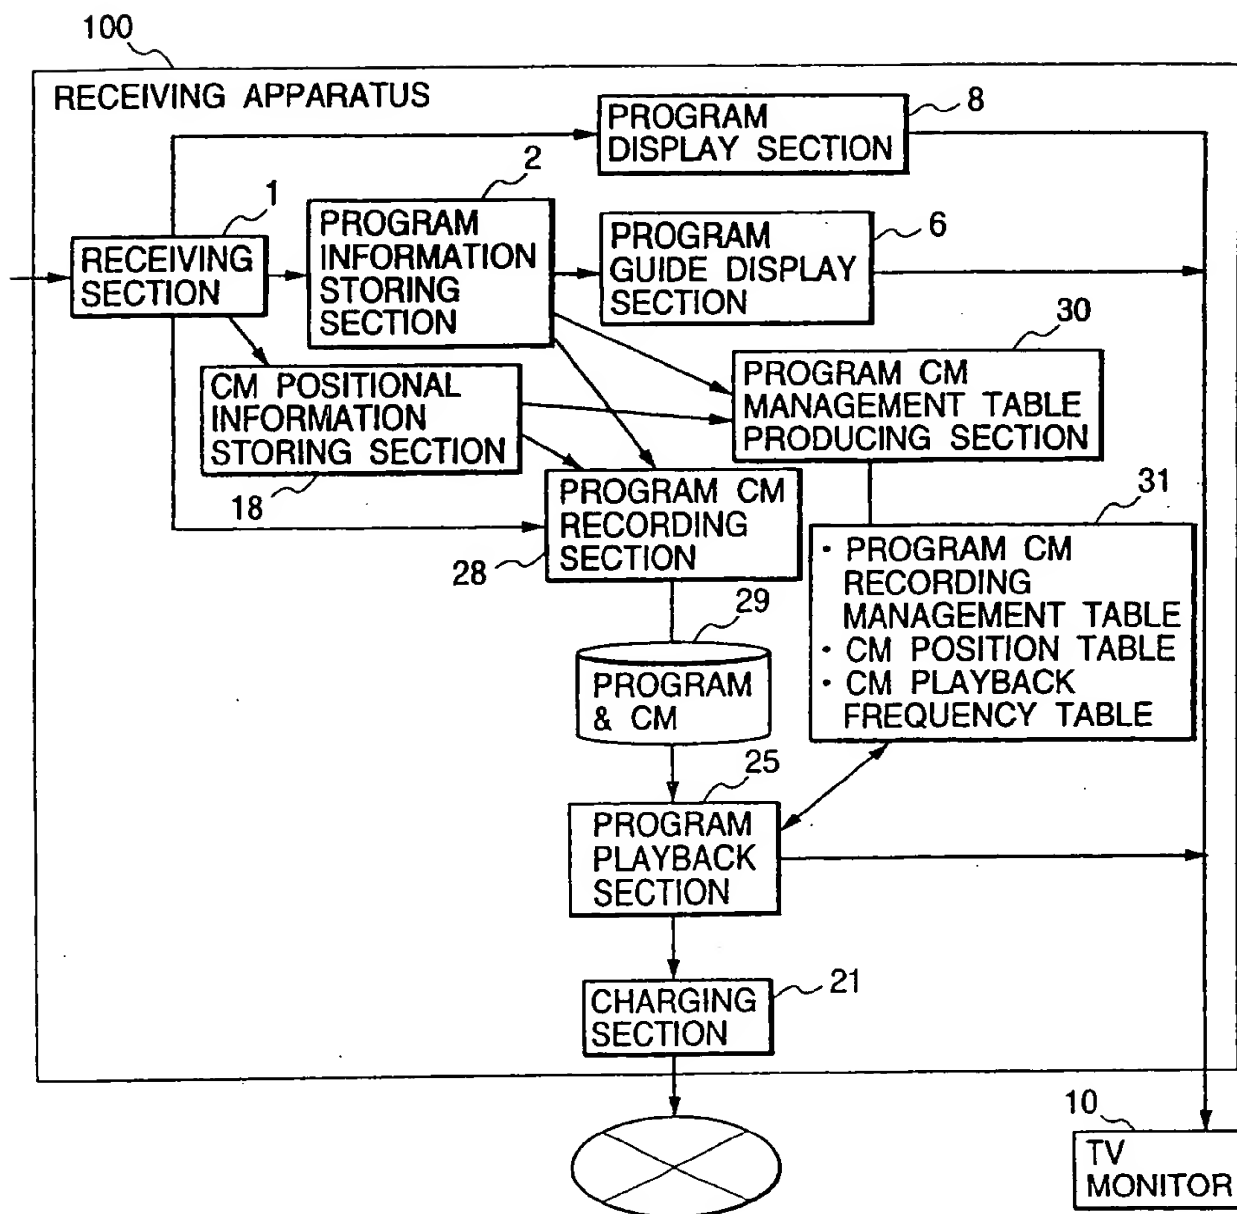 100
RECEIVING APPARATUS
PROGRAM
DISPLAY SECTION
8
1
RECEIVING
SECTION
2
PROGRAM
INFORMATION
STORING
SECTION
PROGRAM
GUIDE DISPLAY
SECTION
6
CM POSITIONAL
INFORMATION
STORING SECTION
18
30
PROGRAM CM
MANAGEMENT TABLE
PRODUCING SECTION
PROGRAM CM
RECORDING
SECTION
28
31
· PROGRAM CM
RECORDING
MANAGEMENT TABLE
· CM POSITION TABLE
· CM PLAYBACK
FREQUENCY TABLE
29
PROGRAM
& CM
25
PROGRAM
PLAYBACK
SECTION
CHARGING
SECTION
21
10
TV
MONITOR